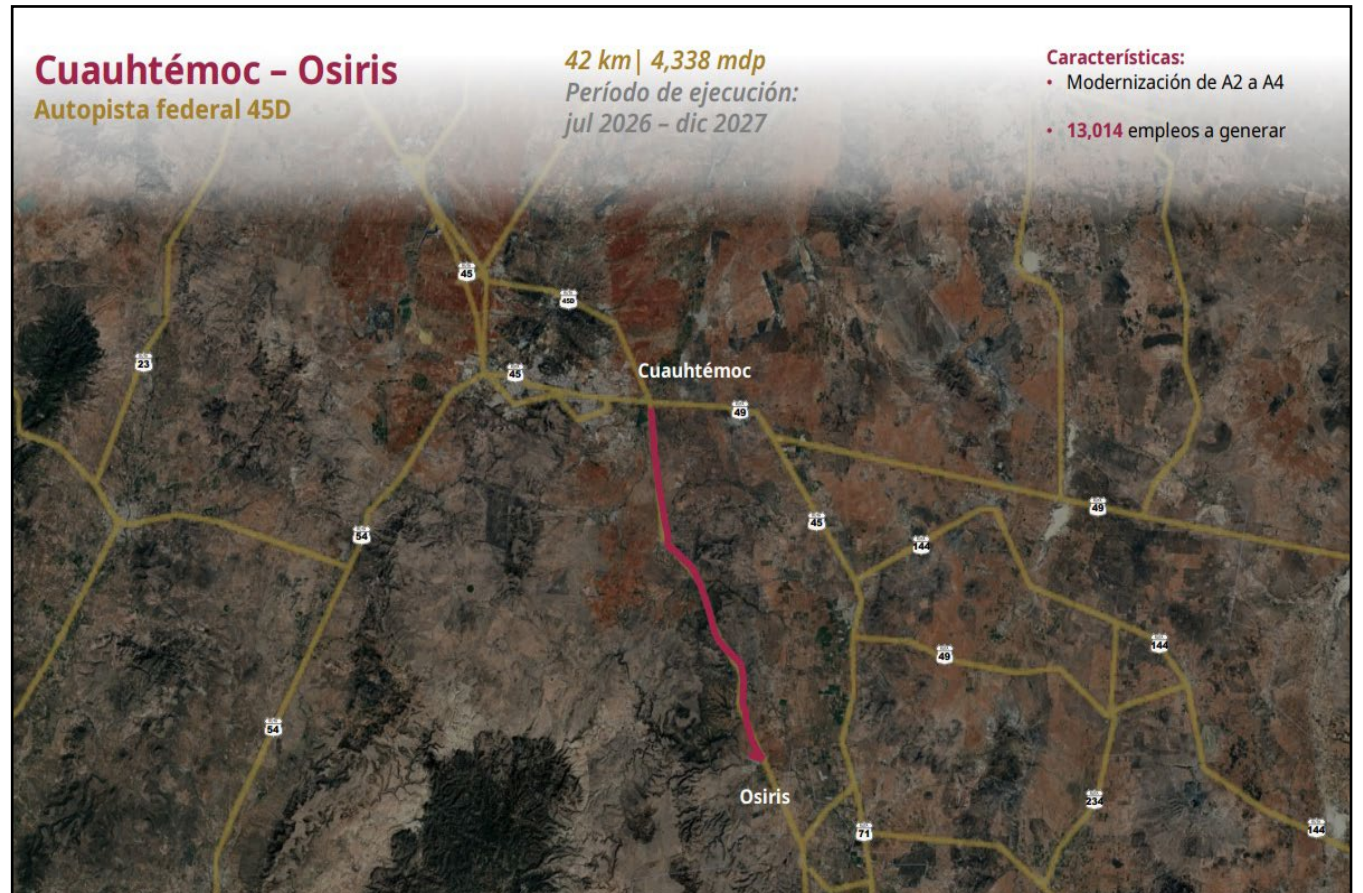 Cuauhtémoc – Osiris
Autopista federal 45D
42 km| 4,338 mdp
Período de ejecución:
jul 2026 – dic 2027
Características:
• Modernización de A2 a A4
• 13,014 empleos a generar
45
45D
23
Cuauhtémoc
45
49
49
54
45
144
144
49
54
Osiris
234
71
144